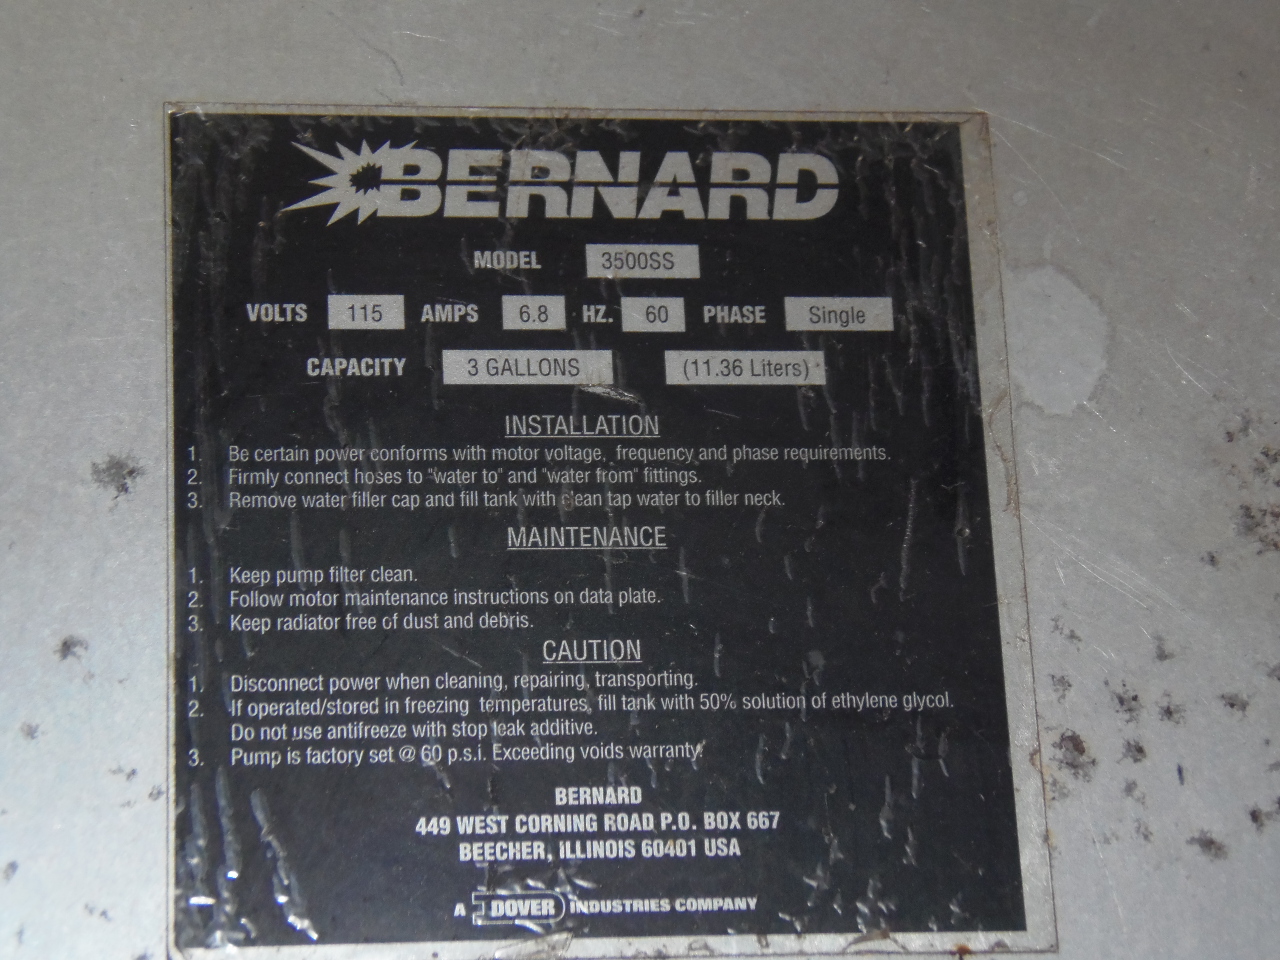 BERNARD
MODEL 3500SS
VOLTS 115 AMPS 6.8 HZ. 60 PHASE Single
CAPACITY 3 GALLONS (11.36 Liters)
INSTALLATION
1. Be certain power conforms with motor voltage, frequency and phase requirements.
2. Firmly connect hoses to "water to" and "water from" fittings.
3. Remove water filler cap and fill tank with clean tap water to filler neck.
MAINTENANCE
1. Keep pump filter clean.
2. Follow motor maintenance instructions on data plate.
3. Keep radiator free of dust and debris.
CAUTION
1. Disconnect power when cleaning, repairing, transporting.
2. If operated/stored in freezing temperatures, fill tank with 50% solution of ethylene glycol.
Do not use antifreeze with stop leak additive.
3. Pump is factory set @ 60 p.s.i. Exceeding voids warranty.
BERNARD
449 WEST CORNING ROAD P.O. BOX 667
BEECHER, ILLINOIS 60401 USA
A DOVER INDUSTRIES COMPANY